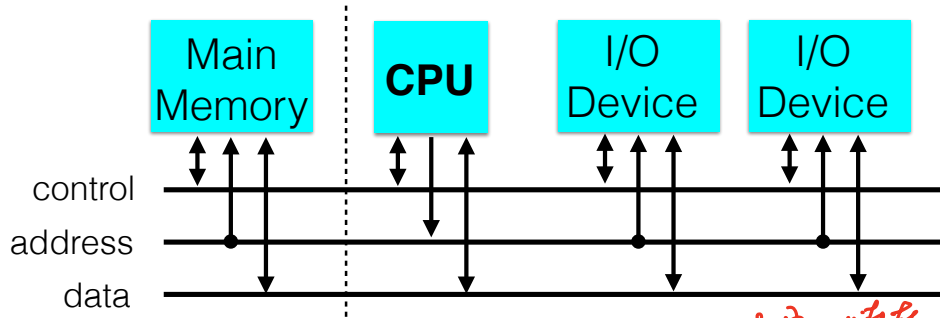 Main
Memory
CPU
I/O
Device
I/O
Device
control
address
data